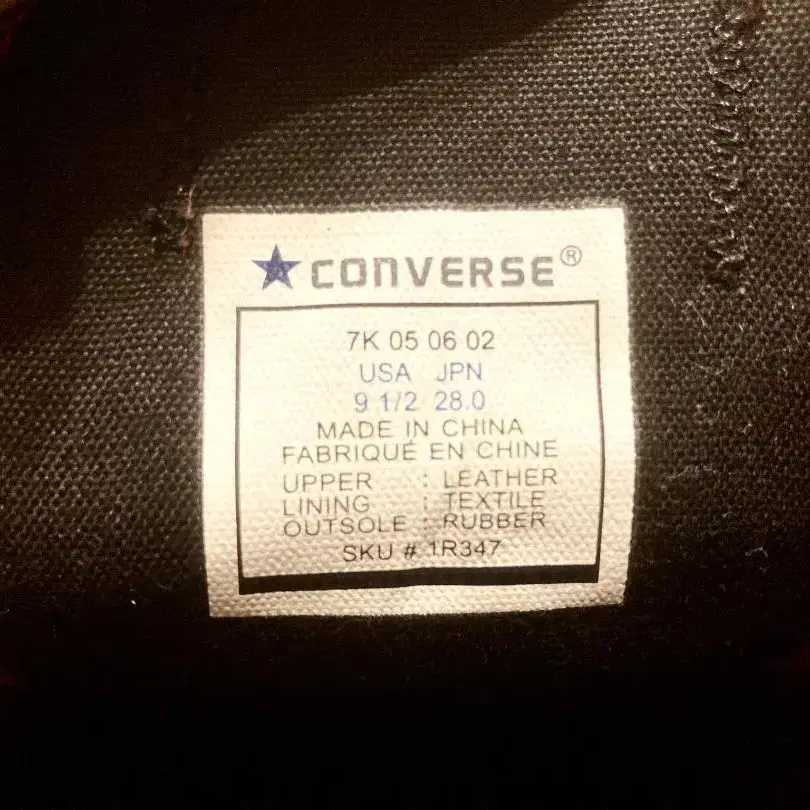 ★CONVERSE®
7K 05 06 02
USA JPN
9 1/2 28.0
MADE IN CHINA
FABRIQUÉ EN CHINE
UPPER : LEATHER
LINING : TEXTILE
OUTSOLE : RUBBER
SKU # 1R347